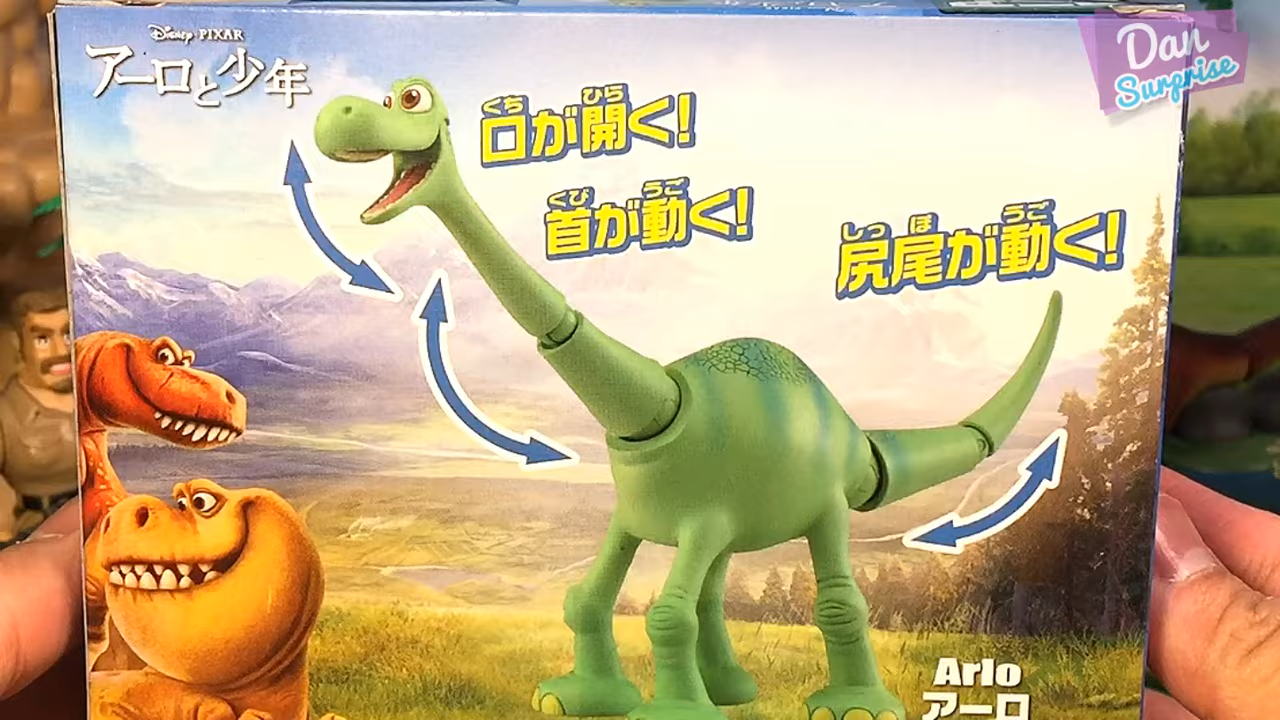 Disney · PIXAR
アーロと少年
Dan
Surprise
くち ひら
口が開く!
くび うご
首が動く!
しっ ぽ うご
尻尾が動く!
Arlo
アーロ